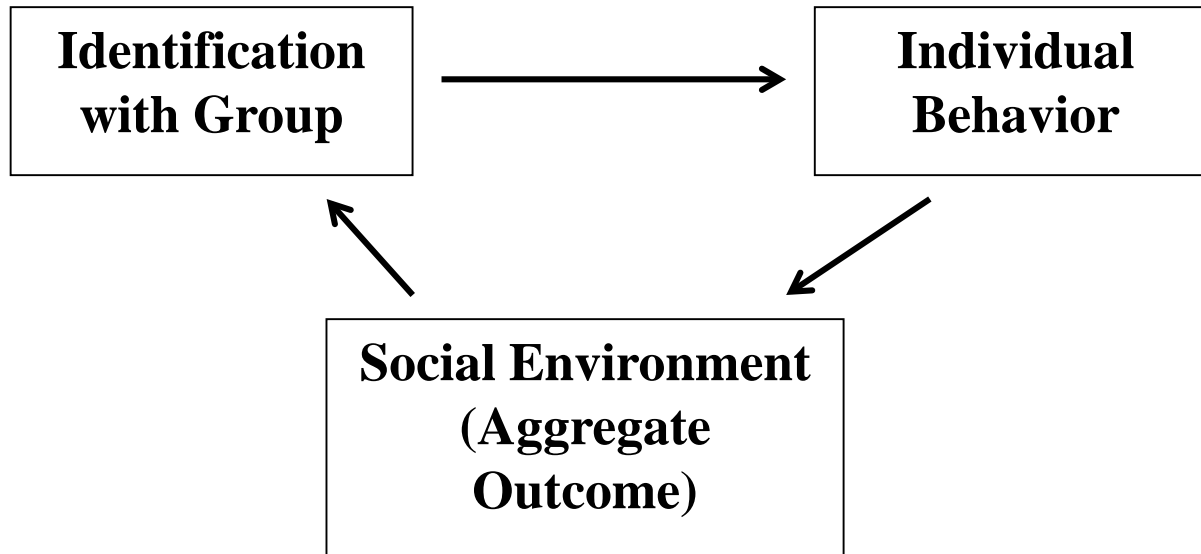 Identification
with Group
Individual
Behavior
Social Environment
(Aggregate
Outcome)